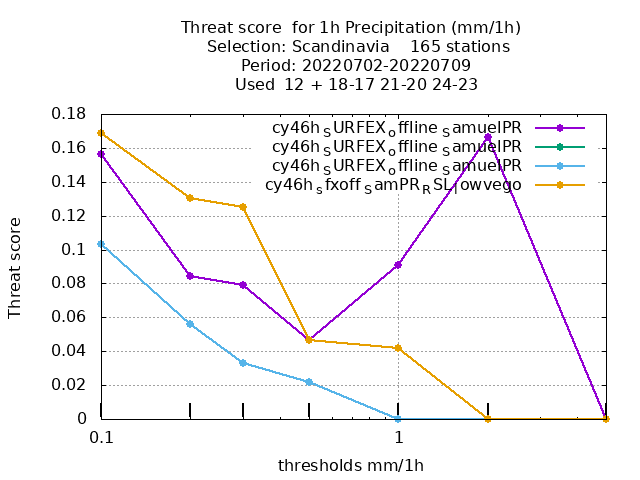 Threat score  for 1h Precipitation (mm/1h)
Selection: Scandinavia    165 stations
Period: 20220702-20220709
Used  12 + 18-17 21-20 24-23
cy46h_SURFEX_offline_SamuelPR
cy46h_SURFEX_offline_SamuelPR
cy46h_SURFEX_offline_SamuelPR
cy46h_sfxoff_SamPR_RSL_lowvego
Threat score
0.18
0.16
0.14
0.12
0.1
0.08
0.06
0.04
0.02
0
0.1
1
thresholds mm/1h